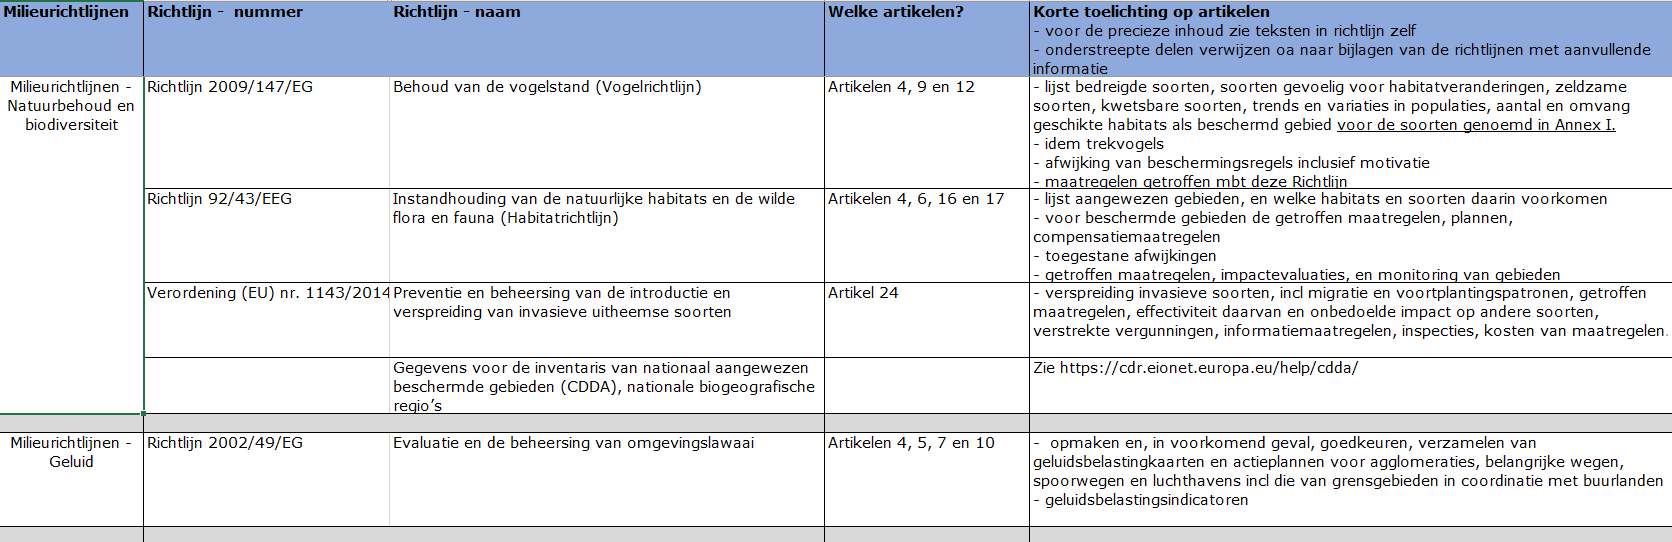 Milieurichtlijnen
Richtlijn - nummer
Richtlijn - naam
Welke artikelen?
Korte toelichting op artikelen
- voor de precieze inhoud zie teksten in richtlijn zelf
- onderstreepte delen verwijzen oa naar bijlagen van de richtlijnen met aanvullende
informatie
Milieurichtlijnen -
Natuurbehoud en
biodiversiteit
Richtlijn 2009/147/EG
Behoud van de vogelstand (Vogelrichtlijn)
Artikelen 4, 9 en 12
- lijst bedreigde soorten, soorten gevoelig voor habitatveranderingen, zeldzame
soorten, kwetsbare soorten, trends en variaties in populaties, aantal en omvang
geschikte habitats als beschermd gebied voor de soorten genoemd in Annex I.
- idem trekvogels
- afwijking van beschermingsregels inclusief motivatie
- maatregelen getroffen mbt deze Richtlijn
Richtlijn 92/43/EEG
Instandhouding van de natuurlijke habitats en de wilde
flora en fauna (Habitatrichtlijn)
Artikelen 4, 6, 16 en 17
- lijst aangewezen gebieden, en welke habitats en soorten daarin voorkomen
- voor beschermde gebieden de getroffen maatregelen, plannen,
compensatiemaatregelen
- toegestane afwijkingen
- getroffen maatregelen, impactevaluaties, en monitoring van gebieden
Verordening (EU) nr. 1143/2014
Preventie en beheersing van de introductie en
verspreiding van invasieve uitheemse soorten
Artikel 24
- verspreiding invasieve soorten, incl migratie en voortplantingspatronen, getroffen
maatregelen, effectiviteit daarvan en onbedoelde impact op andere soorten,
verstrekte vergunningen, informatiemaatregelen, inspecties, kosten van maatregelen.
Gegevens voor de inventaris van nationaal aangewezen
beschermde gebieden (CDDA), nationale biogeografische
regio's
Zie https://cdr.eionet.europa.eu/help/cdda/
Milieurichtlijnen -
Geluid
Richtlijn 2002/49/EG
Evaluatie en de beheersing van omgevingslawaai
Artikelen 4, 5, 7 en 10
- opmaken en, in voorkomend geval, goedkeuren, verzamelen van
geluidsbelastingkaarten en actieplannen voor agglomeraties, belangrijke wegen,
spoorwegen en luchthavens incl die van grensgebieden in coordinatie met buurlanden
- geluidsbelastingsindicatoren